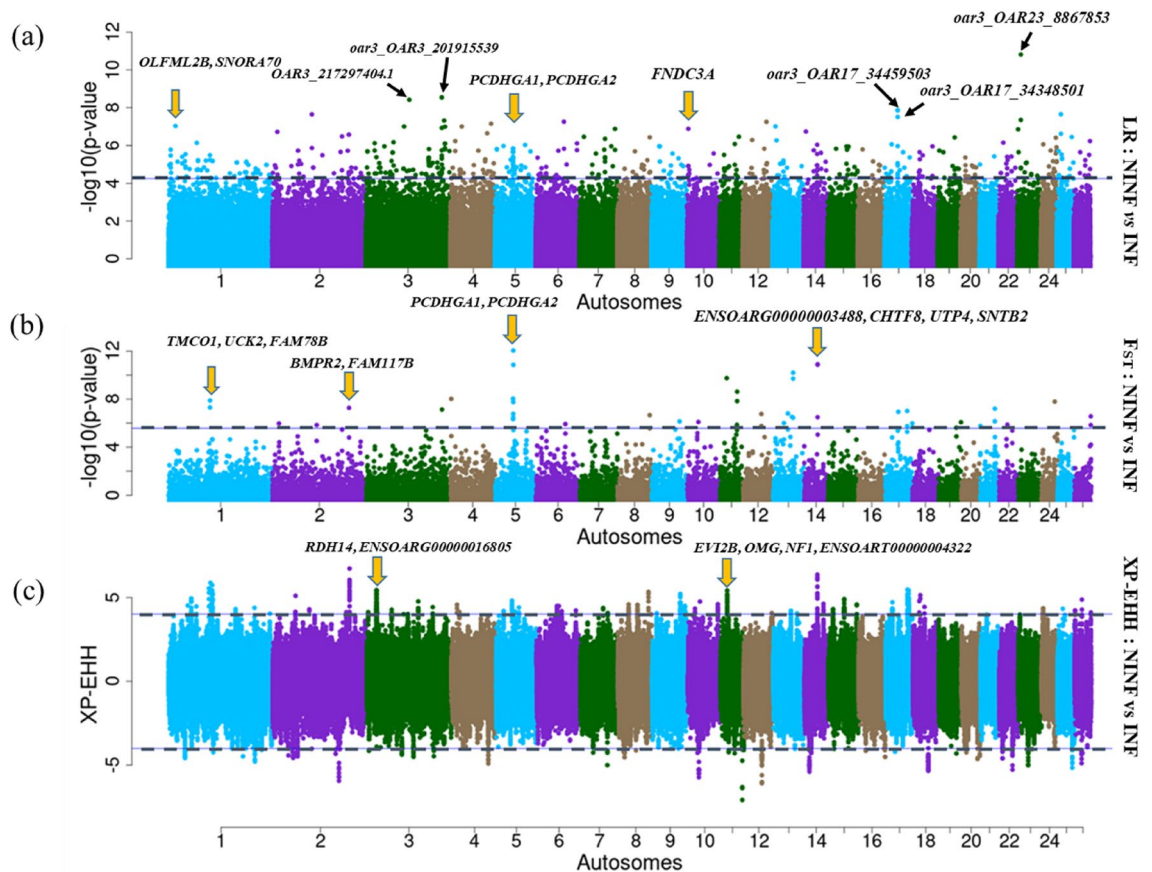 (a)
12
10
8
6
4
2
0
-log10(p-value)
OLFML2B, SNORA70
OAR3_217297404.1
oar3_OAR3_201915539
PCDHGA1, PCDHGA2
FNDC3A
oar3_OAR17_34459503
oar3_OAR23_8867853
oar3_OAR17_34348501
LR : NINF vs INF
1 2 3 4 5 6 7 8 9 10 11 12 14 16 18 20 22 24
Autosomes
(b)
12
8
4
0
-log10(p-value)
TMCO1, UCK2, FAM78B
BMPR2, FAM117B
PCDHGA1, PCDHGA2
ENSOARG00000003488, CHTF8, UTP4, SNTB2
FST : NINF vs INF
1 2 3 4 5 6 7 8 9 10 11 12 14 16 18 20 22 24
(c)
5
0
-5
XP-EHH
RDH14, ENSOARG00000016805
EVI2B, OMG, NF1, ENSOART00000004322
XP-EHH : NINF vs INF
1 2 3 4 5 6 7 8 9 10 11 12 14 16 18 20 22 24
Autosomes